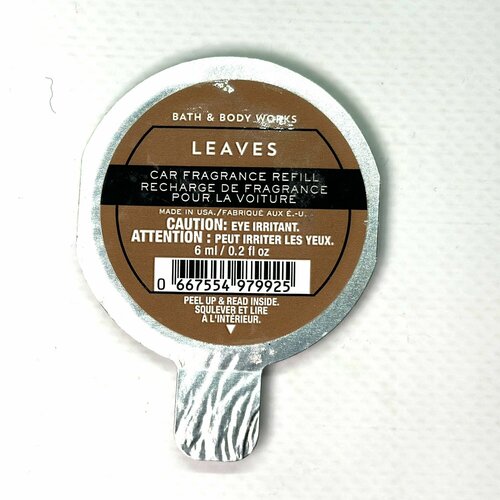 BATH & BODY WORKS
LEAVES
CAR FRAGRANCE REFILL
RECHARGE DE FRAGRANCE
POUR LA VOITURE
MADE IN USA./FABRIQUÉ AUX É.-U.
CAUTION: EYE IRRITANT.
ATTENTION : PEUT IRRITER LES YEUX.
6 ml / 0.2 fl oz
0 667554 979925
PEEL UP & READ INSIDE.
SQULEVER ET LIRE
À L'INTÉRIEUR.